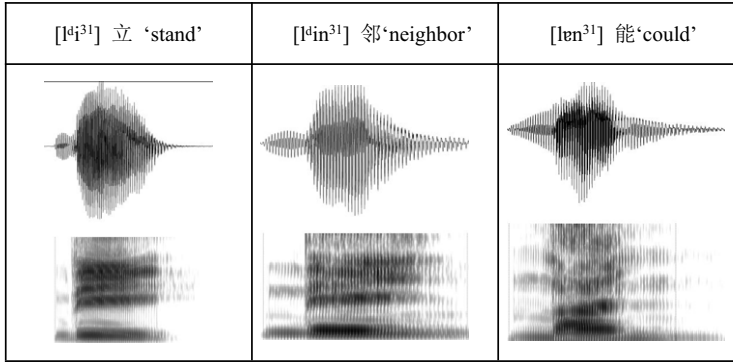 [lᵈi³¹] 立 ‘stand’
[lᵈin³¹] 邻‘neighbor’
[lɐn³¹] 能‘could’